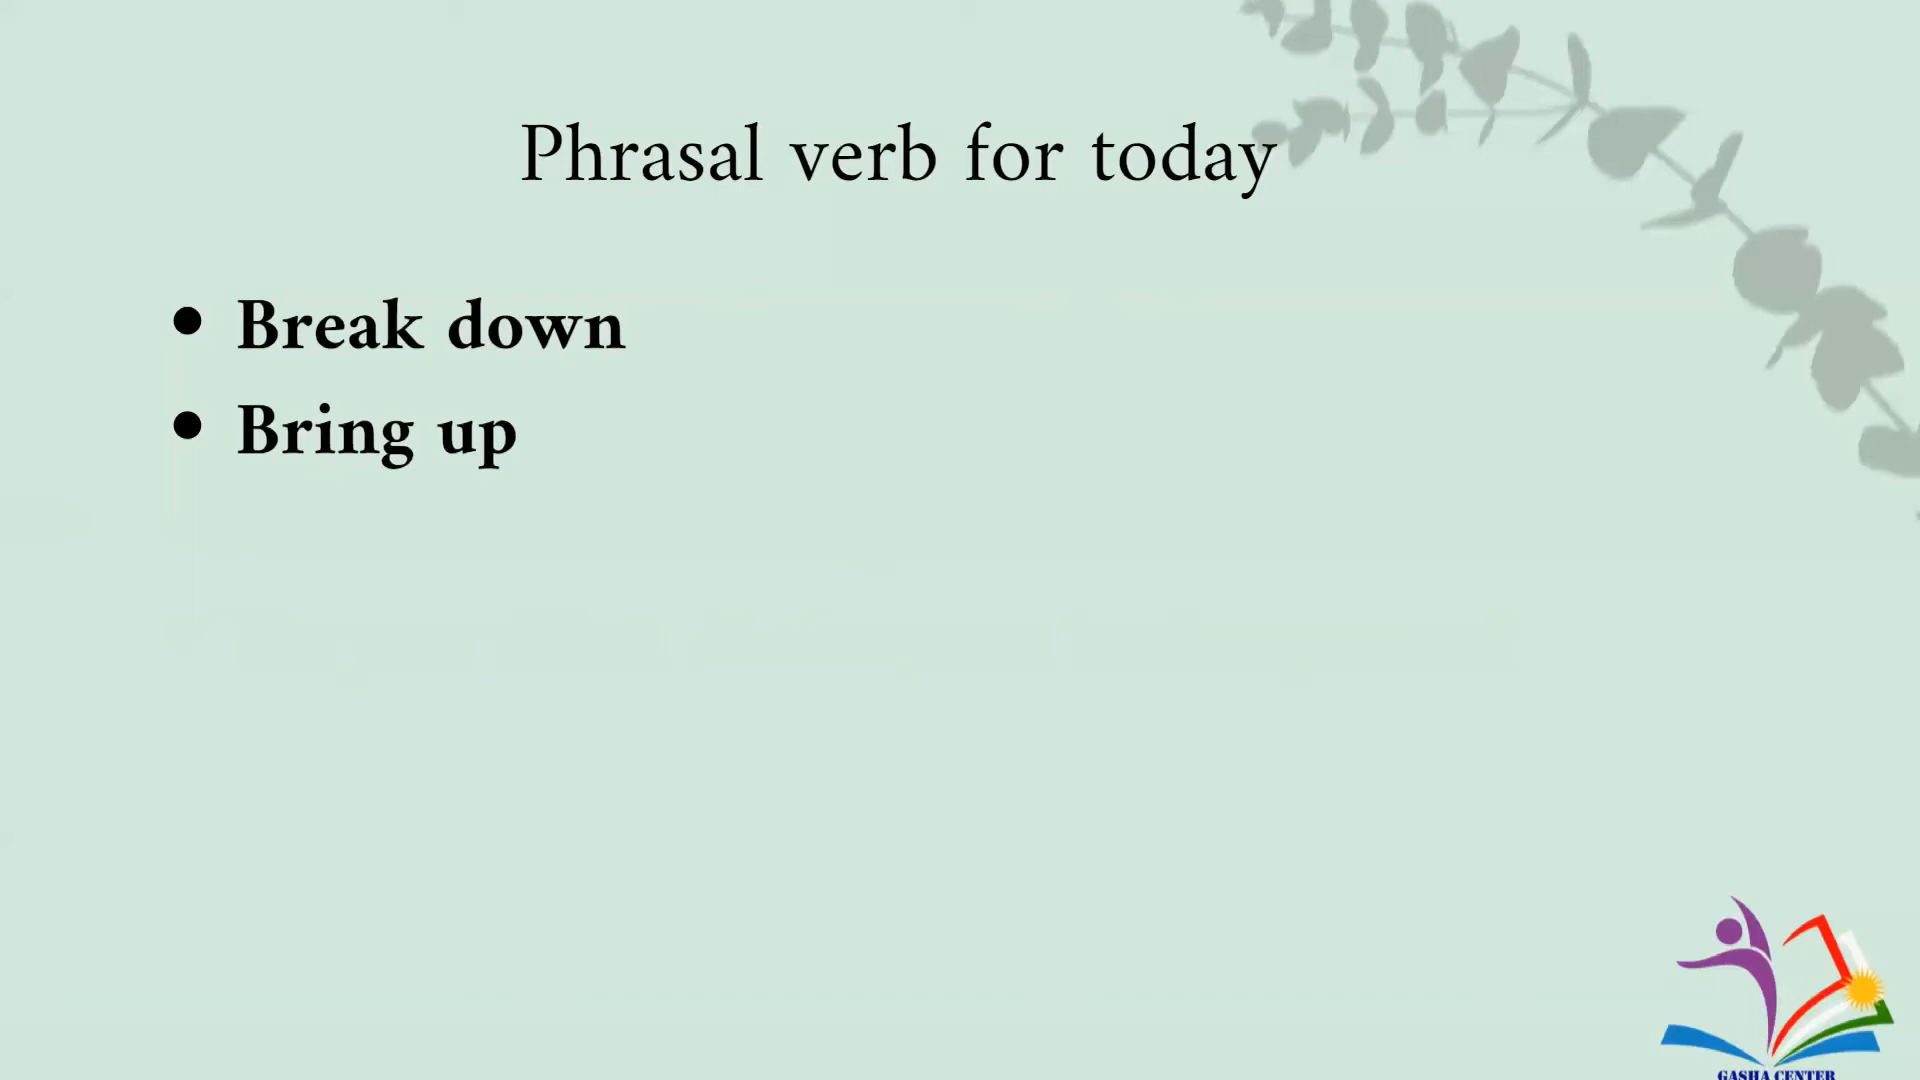 Phrasal verb for today
• Break down
• Bring up
GASHA CENTER